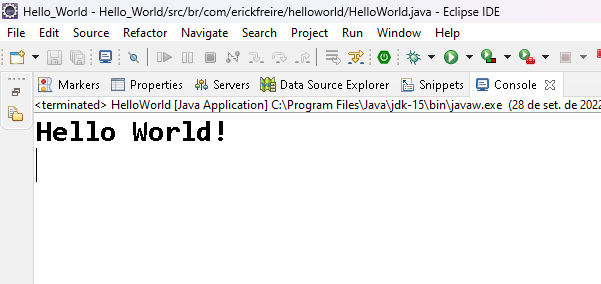 Hello_World - Hello_World/src/br/com/erickfreire/helloworld/HelloWorld.java - Eclipse IDE
File Edit Source Refactor Navigate Search Project Run Window Help
Markers Properties Servers Data Source Explorer Snippets Console
<terminated> HelloWorld [Java Application] C:\Program Files\Java\jdk-15\bin\javaw.exe (28 de set. de 2022
Hello World!